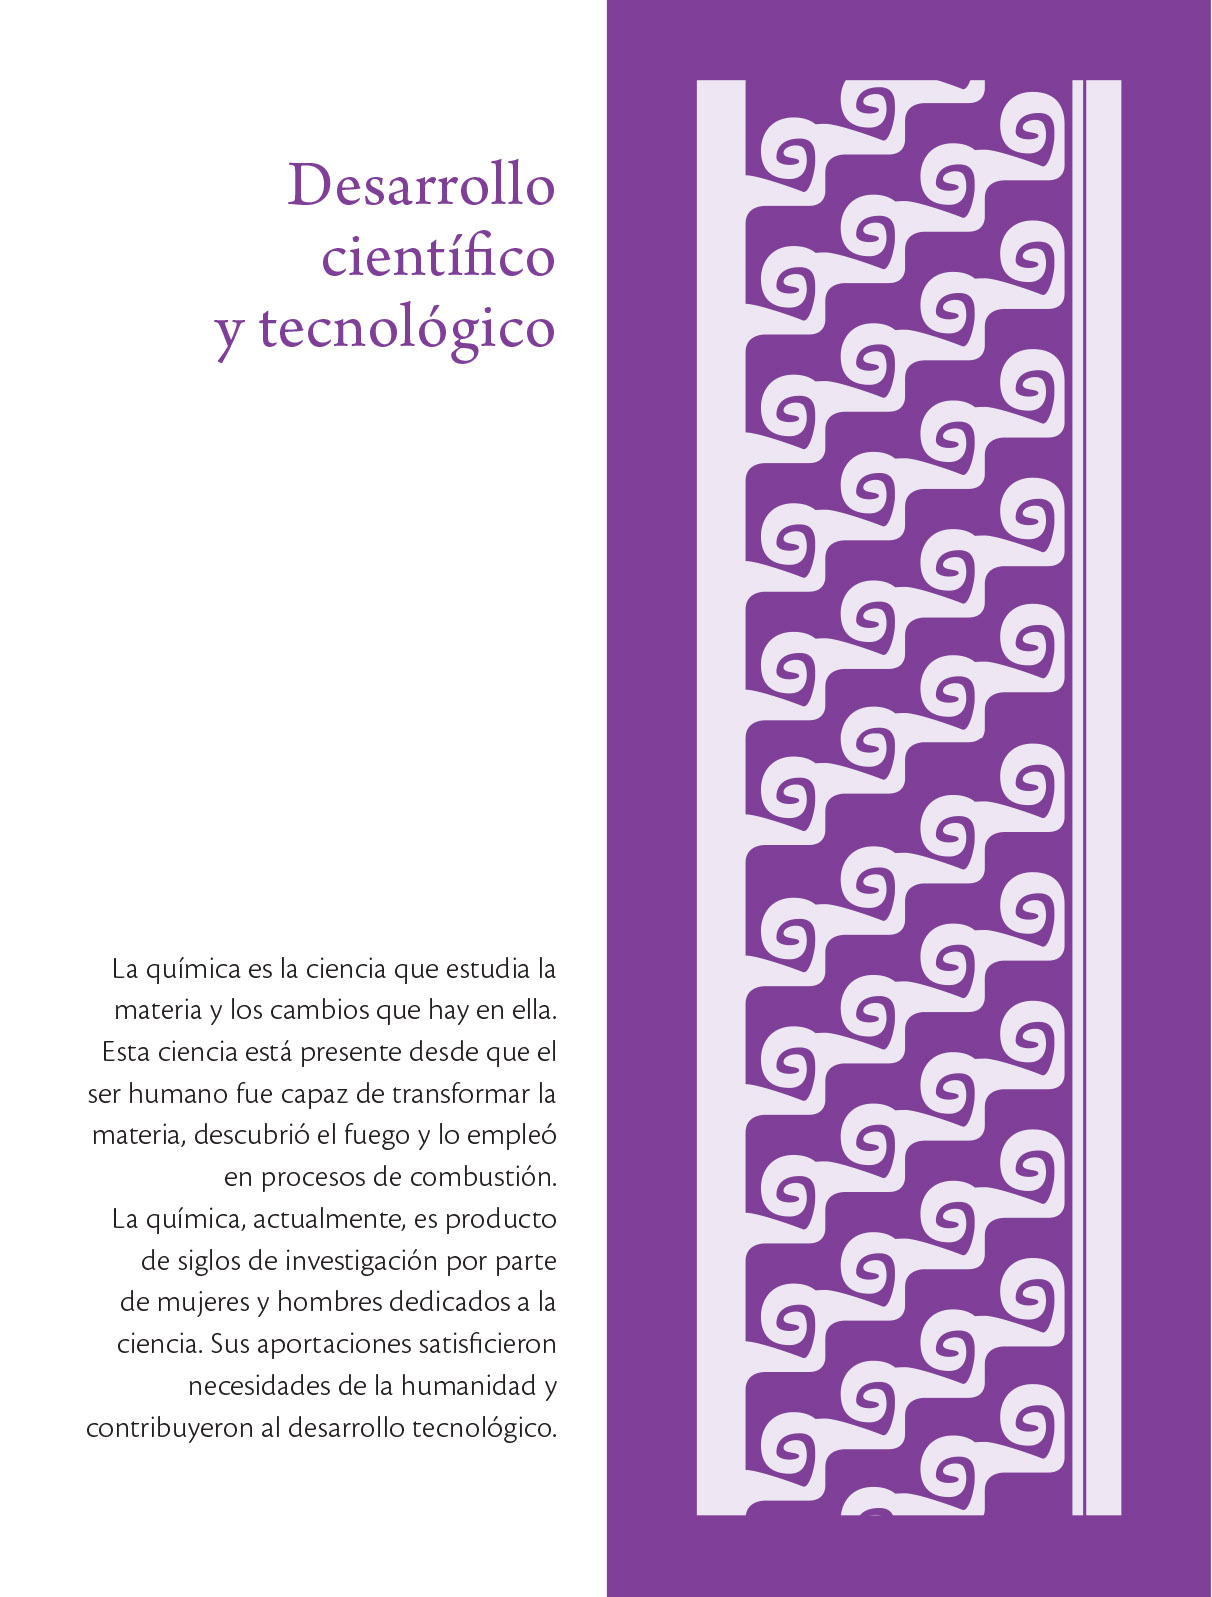 Desarrollo
científico
y tecnológico
La química es la ciencia que estudia la
materia y los cambios que hay en ella.
Esta ciencia está presente desde que el
ser humano fue capaz de transformar la
materia, descubrió el fuego y lo empleó
en procesos de combustión.
La química, actualmente, es producto
de siglos de investigación por parte
de mujeres y hombres dedicados a la
ciencia. Sus aportaciones satisficieron
necesidades de la humanidad y
contribuyeron al desarrollo tecnológico.